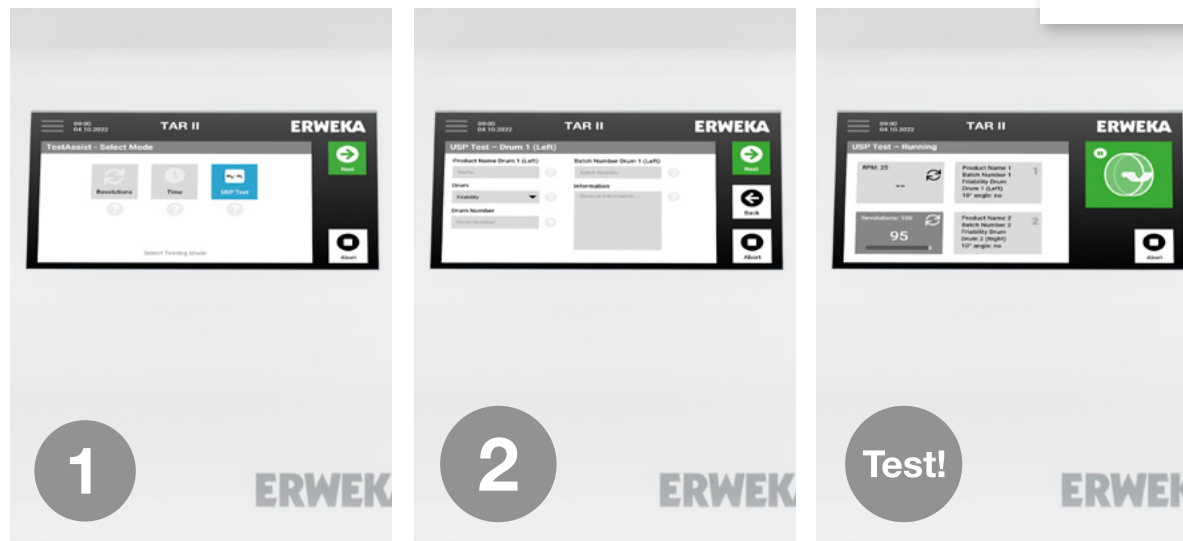 09:00
04.10.2022
TAR II
ERWEKA
TestAssist - Select Mode
Next
Revolutions
Time
USP Test
?
?
?
Select Testing Mode
Abort
1
ERWEK
09:00
04.10.2022
TAR II
ERWEKA
USP Test – Drum 1 (Left)
Next
Product Name Drum 1 (Left)
Name
?
Batch Number Drum 1 (Left)
Batch Number
?
Drum
Friability
?
Information
General Information...
?
Drum Number
Drum Number
?
Back
Abort
2
ERWEK
09:00
04.10.2022
TAR II
ERWEKA
USP Test – Running
RPM: 25
--
Product Name 1
Batch Number 1
Friability Drum
Drum 1 (Left)
10° angle: no
1
Revolutions: 100
95
Product Name 2
Batch Number 2
Friability Drum
Drum 2 (Right)
10° angle: no
2
Abort
Test!
ERWEK